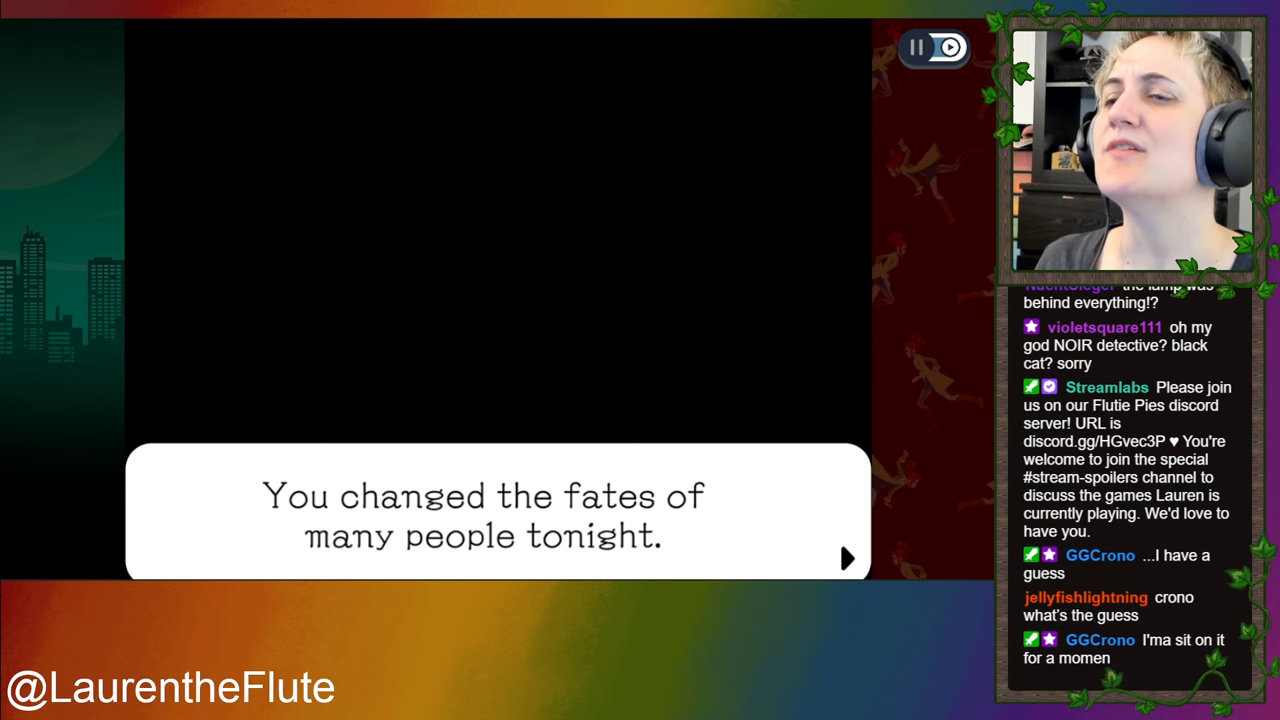 NachtSieger the lamp was
behind everything!?
violetsquare111 oh my
god NOIR detective? black
cat? sorry
Streamlabs Please join
us on our Flutie Pies discord
server! URL is
discord.gg/HGvec3P ♥ You're
welcome to join the special
#stream-spoilers channel to
discuss the games Lauren is
currently playing. We'd love to
have you.
GGCrono ...I have a
guess
jellyfishlightning crono
what's the guess
GGCrono I'ma sit on it
for a momen
You changed the fates of
many people tonight.
@LaurentheFlute